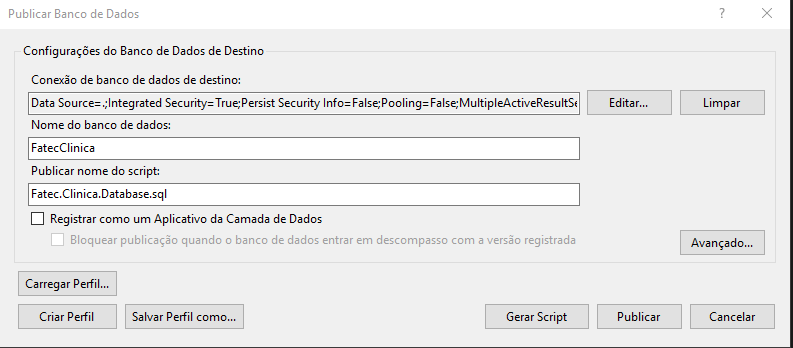 Publicar Banco de Dados
?
Configurações do Banco de Dados de Destino
Conexão de banco de dados de destino:
Data Source=.;Integrated Security=True;Persist Security Info=False;Pooling=False;MultipleActiveResultSe
Editar...
Limpar
Nome do banco de dados:
FatecClinica
Publicar nome do script:
Fatec.Clinica.Database.sql
Registrar como um Aplicativo da Camada de Dados
Bloquear publicação quando o banco de dados entrar em descompasso com a versão registrada
Avançado...
Carregar Perfil...
Criar Perfil
Salvar Perfil como...
Gerar Script
Publicar
Cancelar